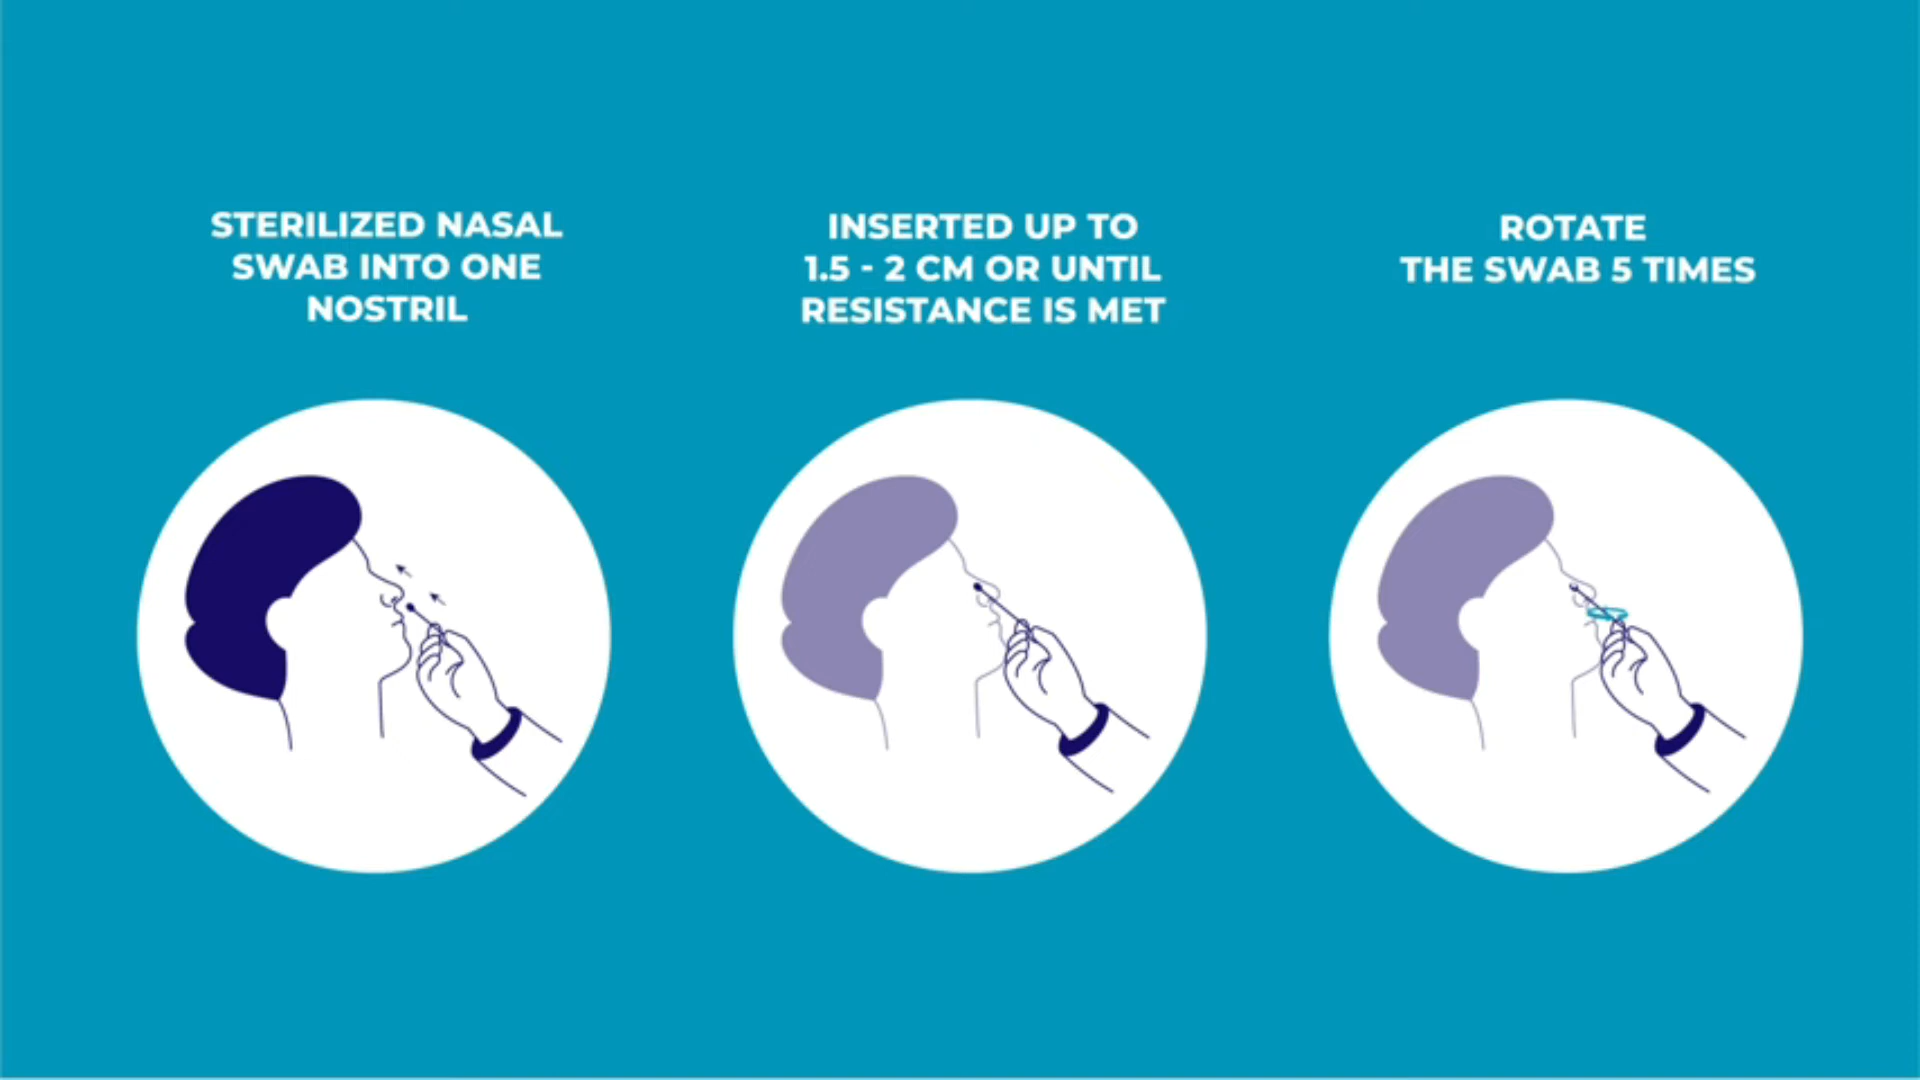 STERILIZED NASAL
SWAB INTO ONE
NOSTRIL
INSERTED UP TO
1.5 - 2 CM OR UNTIL
RESISTANCE IS MET
ROTATE
THE SWAB 5 TIMES